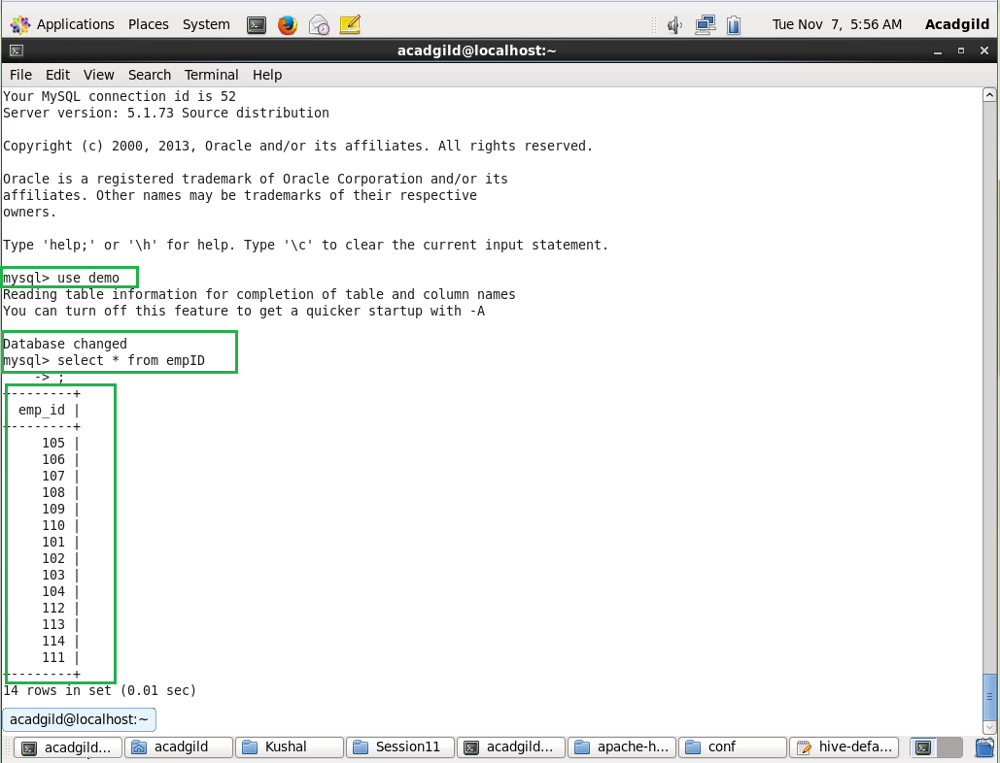 Applications Places System Tue Nov 7, 5:56 AM Acadgild
acadgild@localhost:~
File Edit View Search Terminal Help
Your MySQL connection id is 52
Server version: 5.1.73 Source distribution
Copyright (c) 2000, 2013, Oracle and/or its affiliates. All rights reserved.
Oracle is a registered trademark of Oracle Corporation and/or its
affiliates. Other names may be trademarks of their respective
owners.
Type 'help;' or '\h' for help. Type '\c' to clear the current input statement.
mysql> use demo
Reading table information for completion of table and column names
You can turn off this feature to get a quicker startup with -A
Database changed
mysql> select * from empID
-> ;
---------+
emp_id |
---------+
105 |
106 |
107 |
108 |
109 |
110 |
101 |
102 |
103 |
104 |
112 |
113 |
114 |
111 |
---------+
14 rows in set (0.01 sec)
acadgild@localhost:~
acadgild... acadgild Kushal Session11 acadgild... apache-h... conf hive-defa...